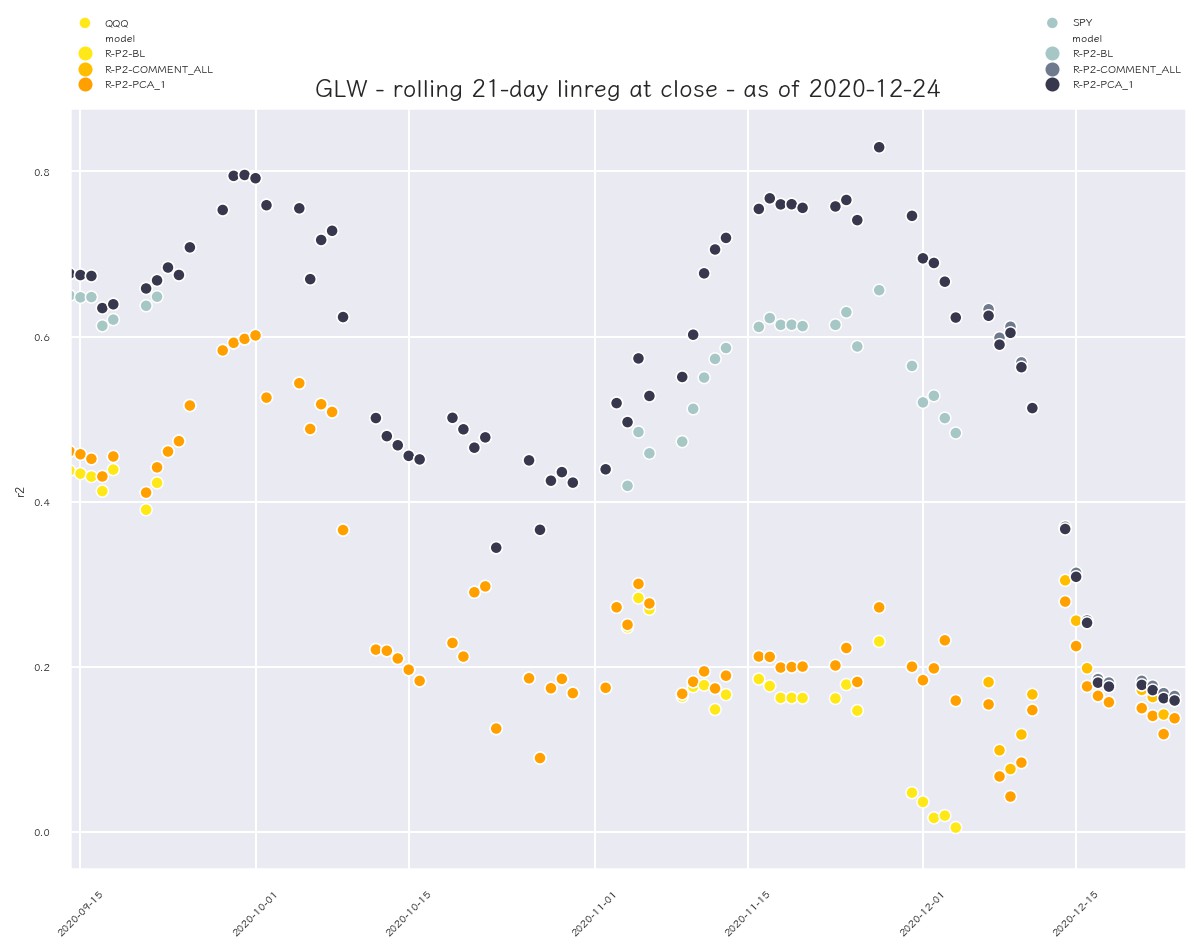 QQQ
model
R-P2-BL
R-P2-COMMENT_ALL
R-P2-PCA_1
SPY
model
R-P2-BL
R-P2-COMMENT_ALL
R-P2-PCA_1
GLW - rolling 21-day linreg at close - as of 2020-12-24
r2
0.8
0.6
0.4
0.2
0.0
2020-09-15
2020-10-01
2020-10-15
2020-11-01
2020-11-15
2020-12-01
2020-12-15